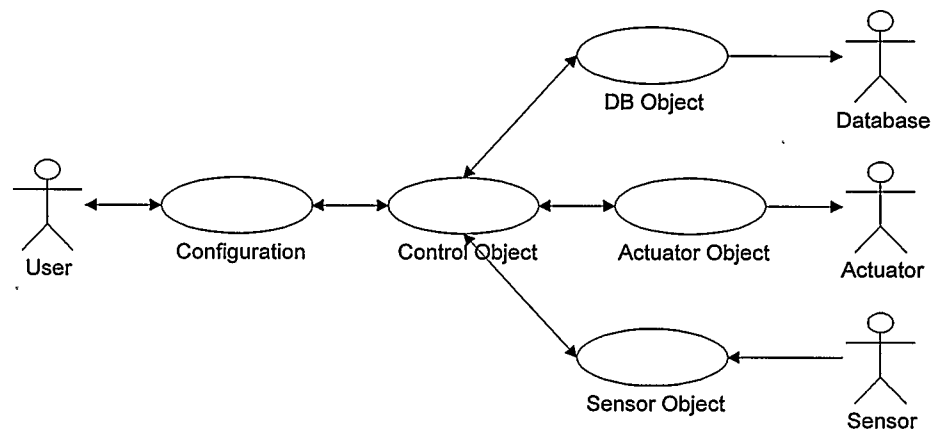 DB Object
Database
User
Configuration
Control Object
Actuator Object
Actuator
Sensor Object
Sensor